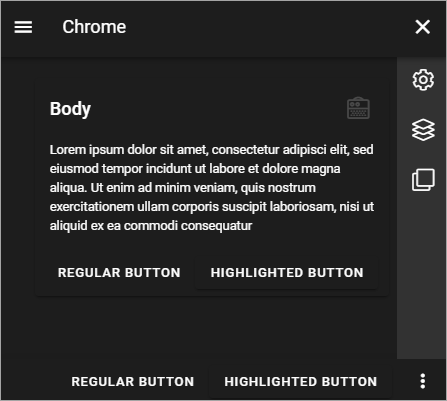 Chrome
Body
Lorem ipsum dolor sit amet, consectetur adipisci elit, sed
eiusmod tempor incidunt ut labore et dolore magna
aliqua. Ut enim ad minim veniam, quis nostrum
exercitationem ullam corporis suscipit laboriosam, nisi ut
aliquid ex ea commodi consequatur
REGULAR BUTTON HIGHLIGHTED BUTTON
REGULAR BUTTON HIGHLIGHTED BUTTON